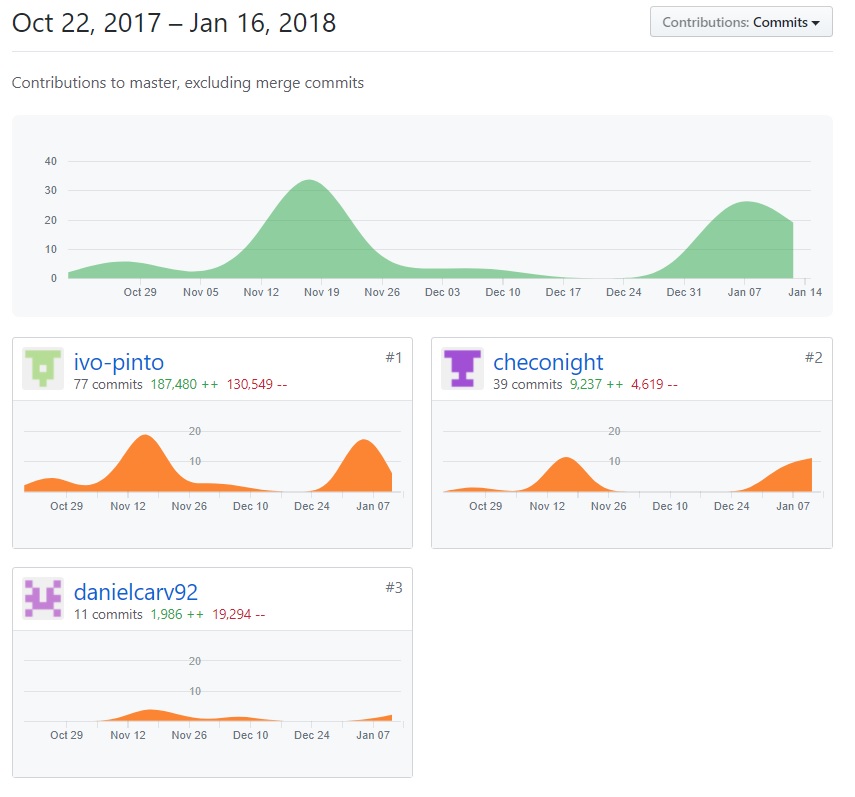 Oct 22, 2017 – Jan 16, 2018
Contributions: Commits
Contributions to master, excluding merge commits
40
30
20
10
0
Oct 29 Nov 05 Nov 12 Nov 19 Nov 26 Dec 03 Dec 10 Dec 17 Dec 24 Dec 31 Jan 07 Jan 14
ivo-pinto #1
77 commits 187,480 ++ 130,549 --
20
10
Oct 29 Nov 12 Nov 26 Dec 10 Dec 24 Jan 07
checonight #2
39 commits 9,237 ++ 4,619 --
20
10
Oct 29 Nov 12 Nov 26 Dec 10 Dec 24 Jan 07
danielcarv92 #3
11 commits 1,986 ++ 19,294 --
20
10
Oct 29 Nov 12 Nov 26 Dec 10 Dec 24 Jan 07